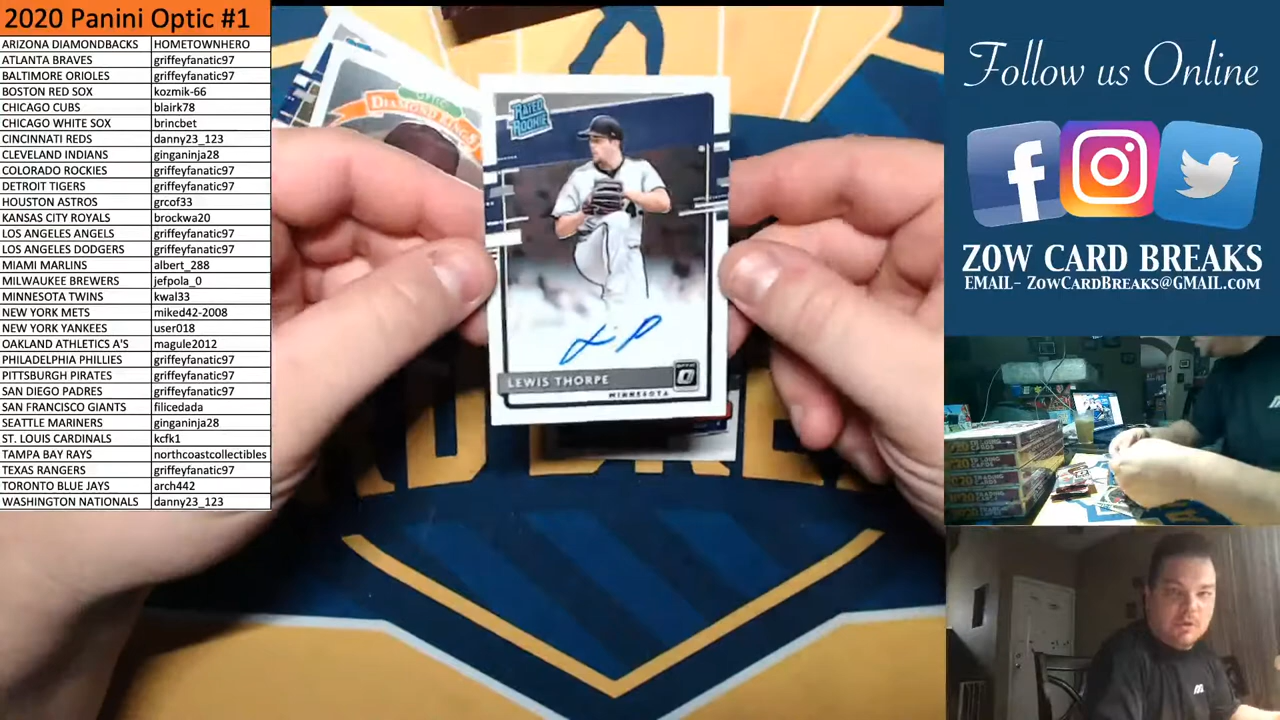 2020 Panini Optic #1
ARIZONA DIAMONDBACKS HOMETOWNHERO
ATLANTA BRAVES griffeyfanatic97
BALTIMORE ORIOLES griffeyfanatic97
BOSTON RED SOX kozmik-66
CHICAGO CUBS blairk78
CHICAGO WHITE SOX brincbet
CINCINNATI REDS danny23_123
CLEVELAND INDIANS ginganinja28
COLORADO ROCKIES griffeyfanatic97
DETROIT TIGERS griffeyfanatic97
HOUSTON ASTROS grcof33
KANSAS CITY ROYALS brockwa20
LOS ANGELES ANGELS griffeyfanatic97
LOS ANGELES DODGERS griffeyfanatic97
MIAMI MARLINS albert_288
MILWAUKEE BREWERS jefpola_0
MINNESOTA TWINS kwal33
NEW YORK METS miked42-2008
NEW YORK YANKEES user018
OAKLAND ATHLETICS A'S magule2012
PHILADELPHIA PHILLIES griffeyfanatic97
PITTSBURGH PIRATES griffeyfanatic97
SAN DIEGO PADRES griffeyfanatic97
SAN FRANCISCO GIANTS filicedada
SEATTLE MARINERS ginganinja28
ST. LOUIS CARDINALS kcfk1
TAMPA BAY RAYS northcoastcollectibles
TEXAS RANGERS griffeyfanatic97
TORONTO BLUE JAYS arch442
WASHINGTON NATIONALS danny23_123
OPTIC
DIAMOND KINGS
RATED
ROOKIE
LEWIS THORPE
OPTIC
MINNESOTA
Follow us Online
ZOW CARD BREAKS
EMAIL- ZowCardBreaks@GMAIL.com